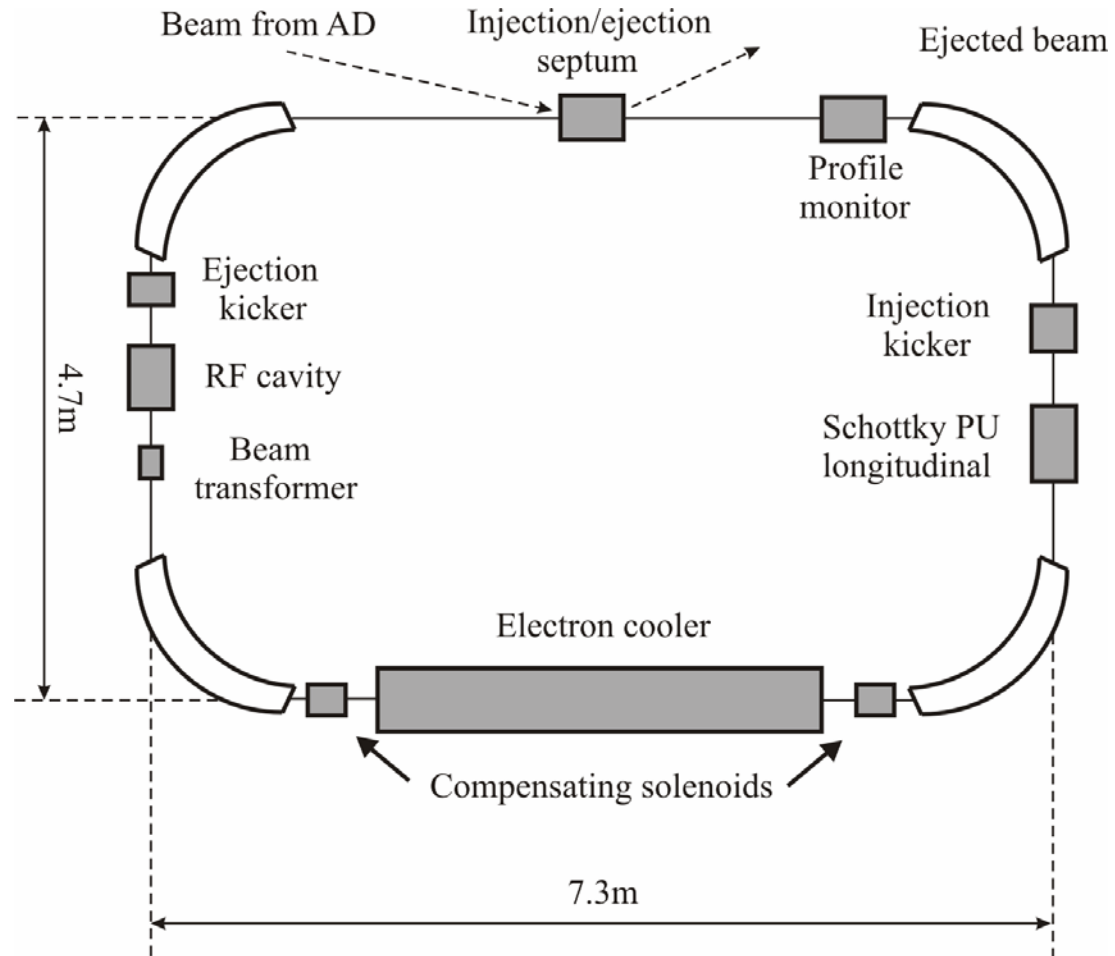 Beam from AD
Injection/ejection
septum
Ejected beam
Profile
monitor
Ejection
kicker
Injection
kicker
RF cavity
4.7m
Schottky PU
longitudinal
Beam
transformer
Electron cooler
Compensating solenoids
7.3m